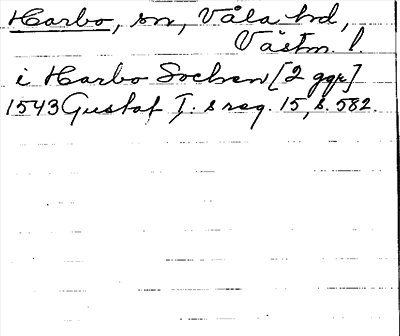 Harbo, sn, Våla hd,
Västm. l.
i Harbo Sochen [2 ggr]
1543 Gustaf I:s reg. 15, s. 582.